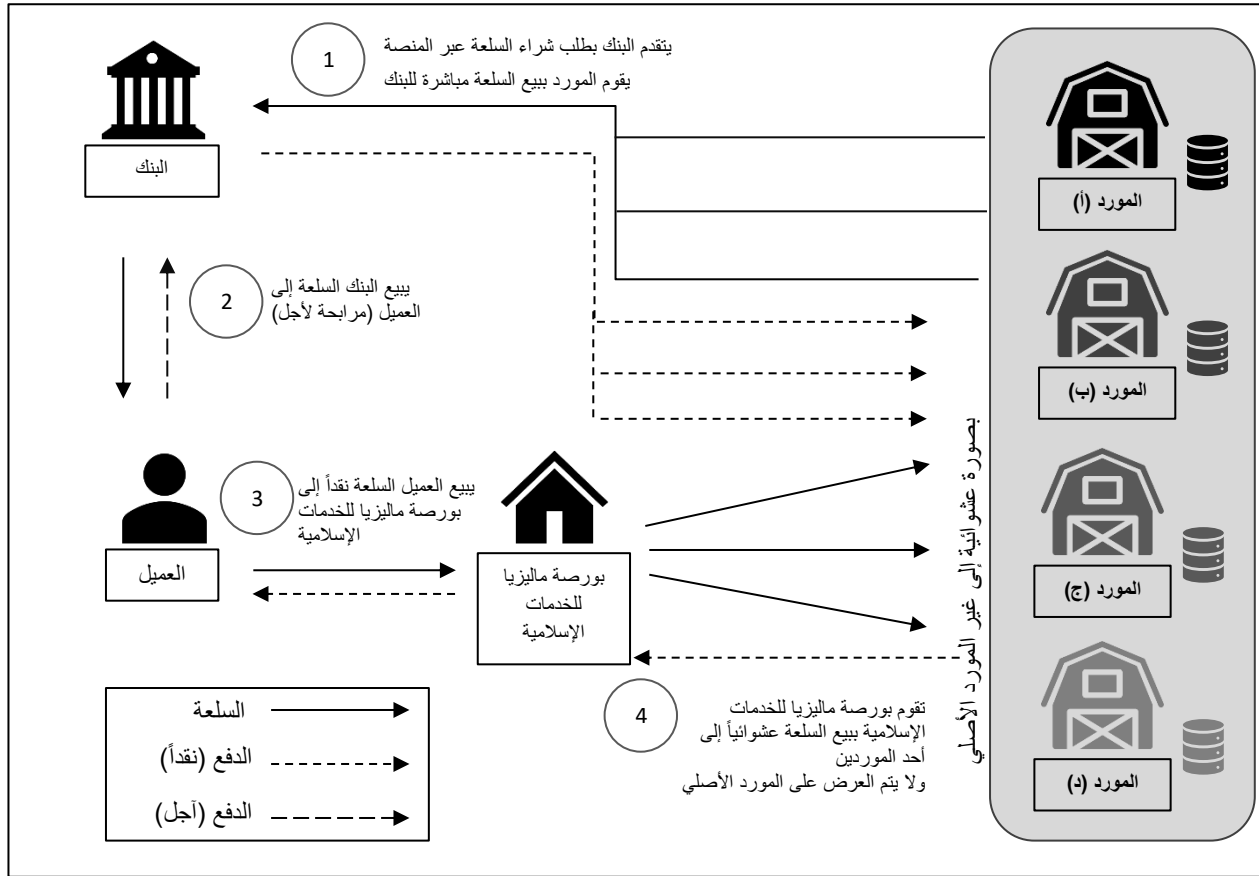 1
يتقدم البنك بطلب شراء السلعة عبر المنصة
يقوم المورد ببيع السلعة مباشرة للبنك
البنك
المورد (أ)
2
يبيع البنك السلعة إلى
العميل (مرابحة لأجل)
المورد (ب)
بصورة عشوائية إلى غير المورد الأصلي
3
يبيع العميل السلعة نقداً إلى
بورصة ماليزيا للخدمات
الإسلامية
العميل
بورصة ماليزيا
للخدمات
الإسلامية
المورد (ج)
4
تقوم بورصة ماليزيا للخدمات
الإسلامية ببيع السلعة عشوائياً إلى
أحد الموردين
ولا يتم العرض على المورد الأصلي
المورد (د)
السلعة
الدفع (نقداً)
الدفع (آجل)